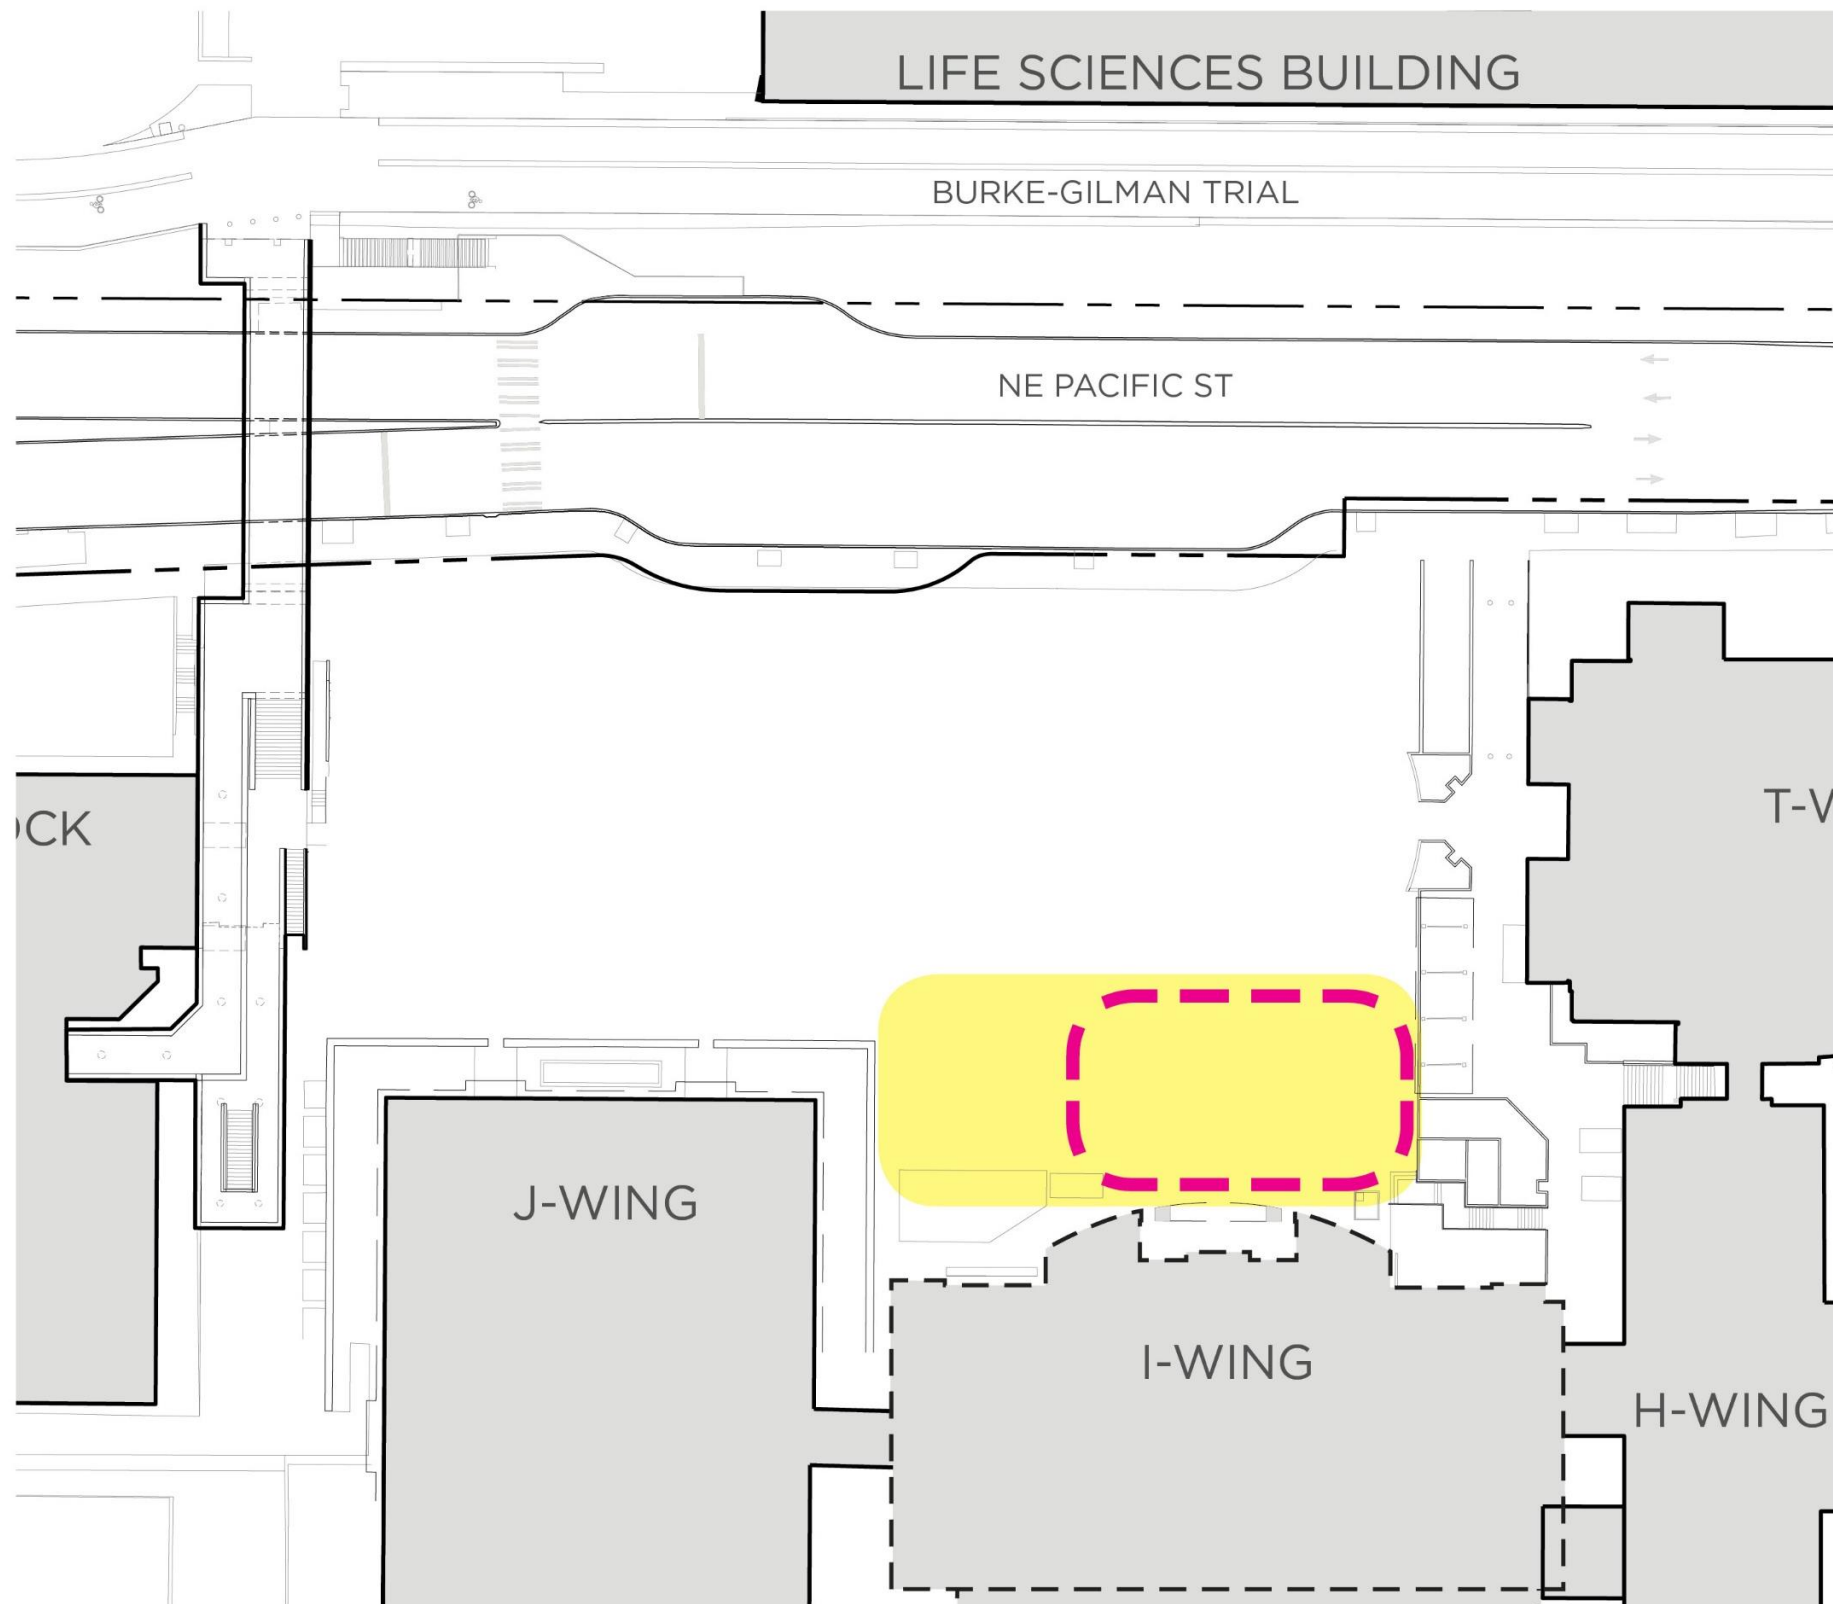 LIFE SCIENCES BUILDING
BURKE-GILMAN TRIAL
NE PACIFIC ST
CK
T-W
J-WING
I-WING
H-WING